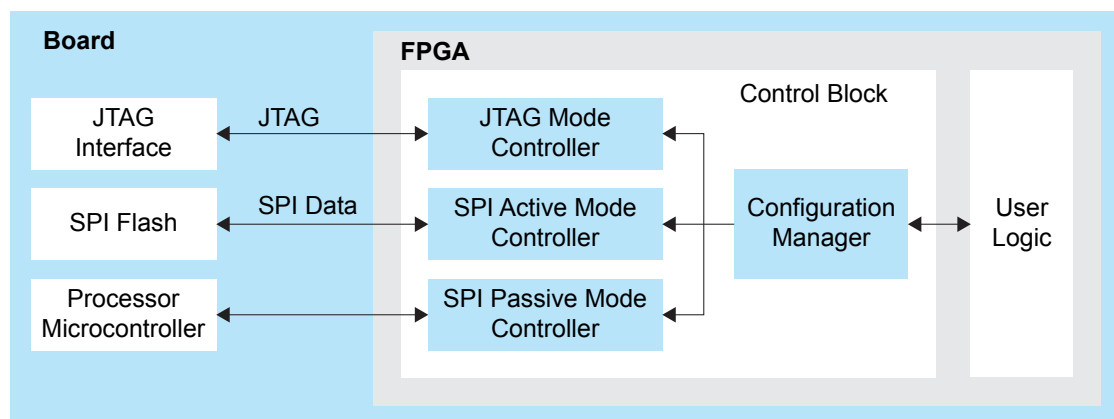 Board
FPGA
Control Block
JTAG
Interface
JTAG
JTAG Mode
Controller
SPI Flash
SPI Data
SPI Active Mode
Controller
Configuration
Manager
User
Logic
Processor
Microcontroller
SPI Passive Mode
Controller